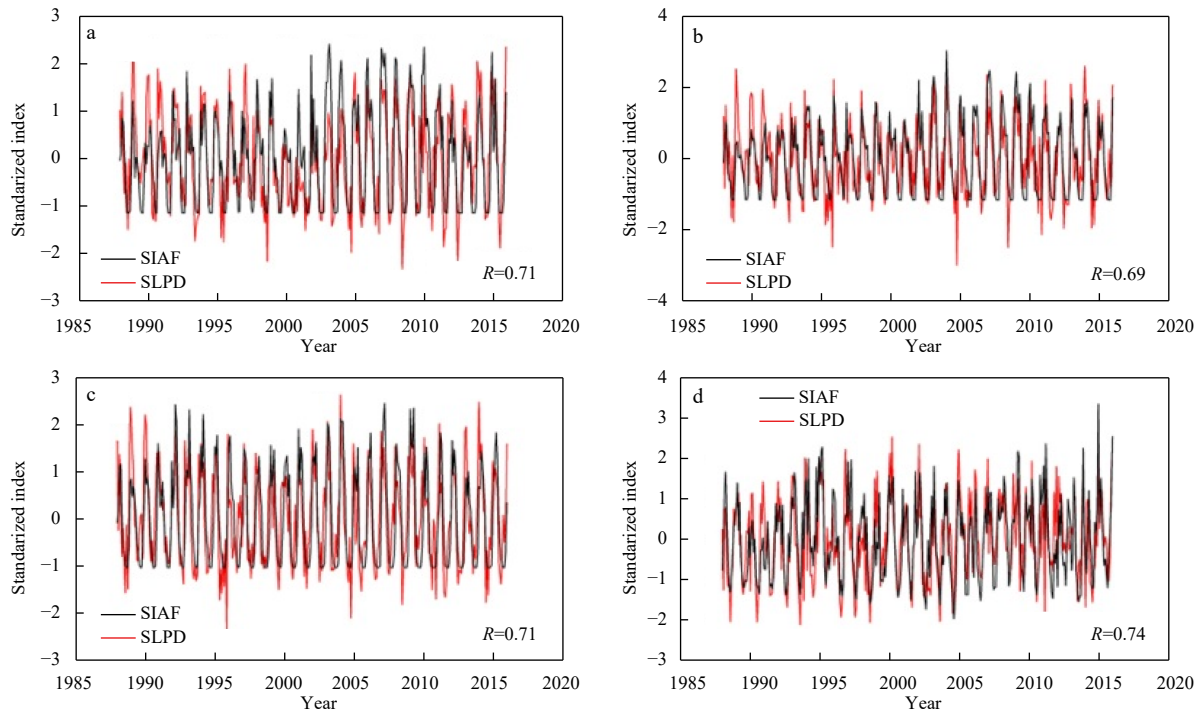 a
3
2
1
0
−1
−2
−3
Standarized index
SIAF
SLPD
R=0.71
1985 1990 1995 2000 2005 2010 2015 2020
Year
b
4
2
0
−2
−4
Standarized index
SIAF
SLPD
R=0.69
1985 1990 1995 2000 2005 2010 2015 2020
Year
c
3
2
1
0
−1
−2
−3
Standarized index
SIAF
SLPD
R=0.71
1985 1990 1995 2000 2005 2010 2015 2020
Year
d
4
3
2
1
0
−1
−2
−3
Standarized index
SIAF
SLPD
R=0.74
1985 1990 1995 2000 2005 2010 2015 2020
Year